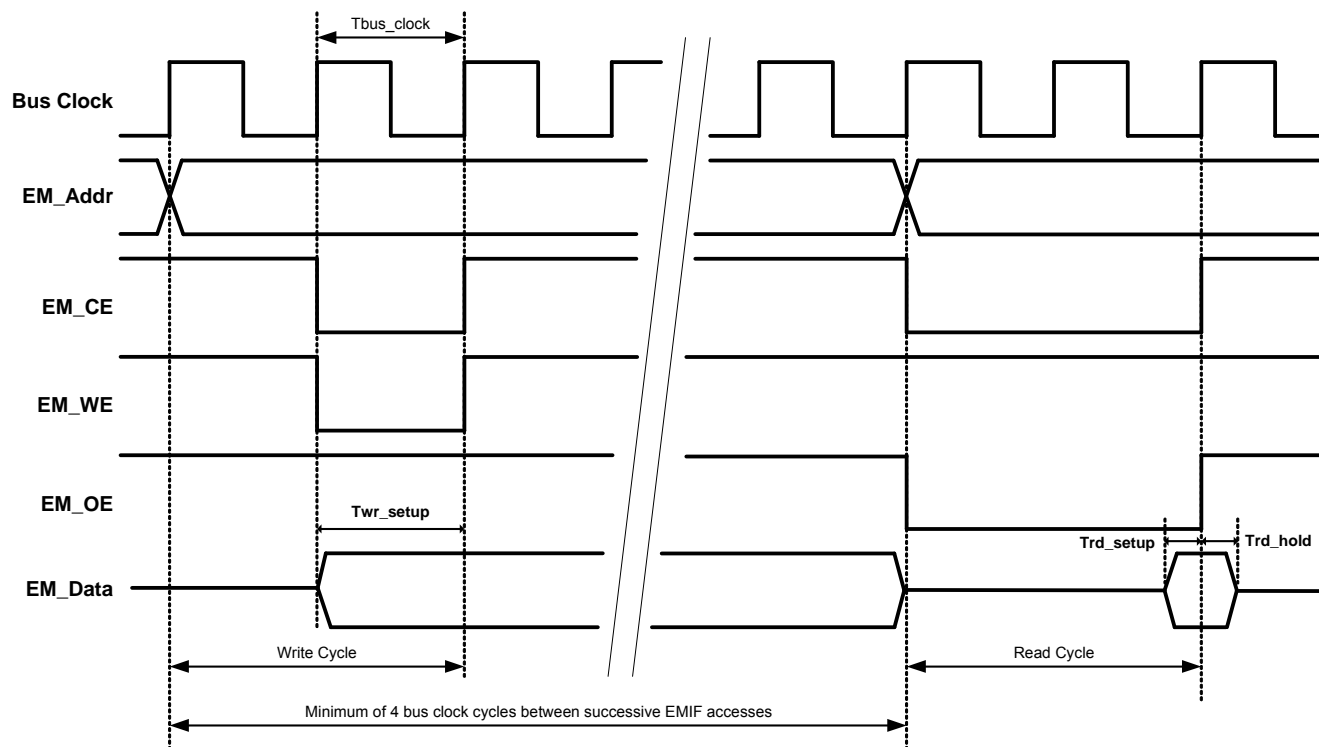 Tbus_clock
Bus Clock
EM_Addr
EM_CE
EM_WE
EM_OE
Twr_setup
Trd_setup
Trd_hold
EM_Data
Write Cycle
Read Cycle
Minimum of 4 bus clock cycles between successive EMIF accesses